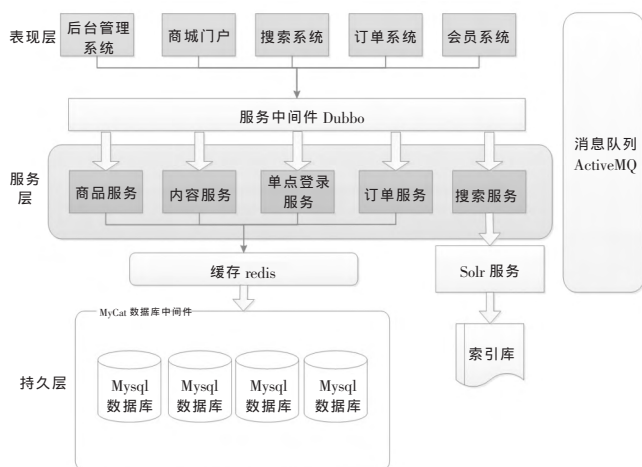 表现层
后台管理
系统
商城门户
搜索系统
订单系统
会员系统
服务中间件 Dubbo
消息队列
ActiveMQ
服务
层
商品服务
内容服务
单点登录
服务
订单服务
搜索服务
缓存 redis
Solr 服务
MyCat 数据库中间件
索引库
持久层
Mysql
数据库
Mysql
数据库
Mysql
数据库
Mysql
数据库